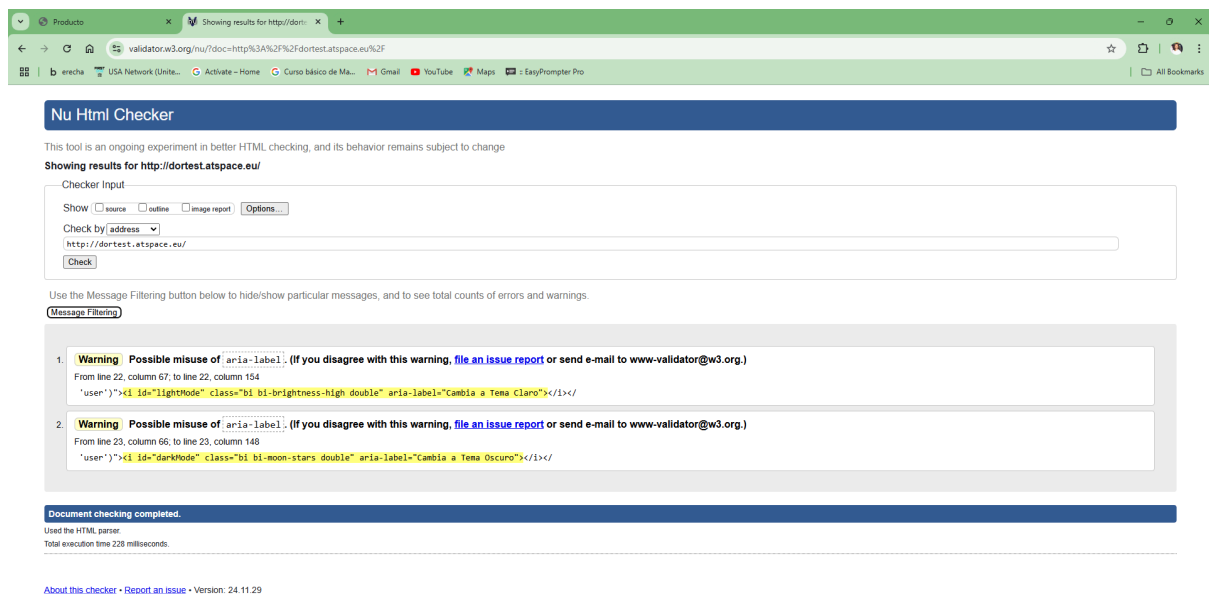 Producto
Showing results for http://dorte
validator.w3.org/nu/?doc=http%3A%2F%2Fdortest.atspace.eu%2F
b erecha USA Network (Unite... Activate – Home Curso básico de Ma... Gmail YouTube Maps :: EasyPrompter Pro All Bookmarks
Nu Html Checker
This tool is an ongoing experiment in better HTML checking, and its behavior remains subject to change
Showing results for http://dortest.atspace.eu/
Checker Input
Show source outline image report Options...
Check by address
http://dortest.atspace.eu/
Check
Use the Message Filtering button below to hide/show particular messages, and to see total counts of errors and warnings.
Message Filtering
1. Warning Possible misuse of aria-label. (If you disagree with this warning, file an issue report or send e-mail to www-validator@w3.org.)
From line 22, column 67; to line 22, column 154
'user')"><i id="lightMode" class="bi bi-brightness-high double" aria-label="Cambia a Tema Claro"></i></
2. Warning Possible misuse of aria-label. (If you disagree with this warning, file an issue report or send e-mail to www-validator@w3.org.)
From line 23, column 66; to line 23, column 148
'user')"><i id="darkMode" class="bi bi-moon-stars double" aria-label="Cambia a Tema Oscuro"></i></
Document checking completed.
Used the HTML parser.
Total execution time 228 milliseconds.
About this checker • Report an issue • Version: 24.11.29